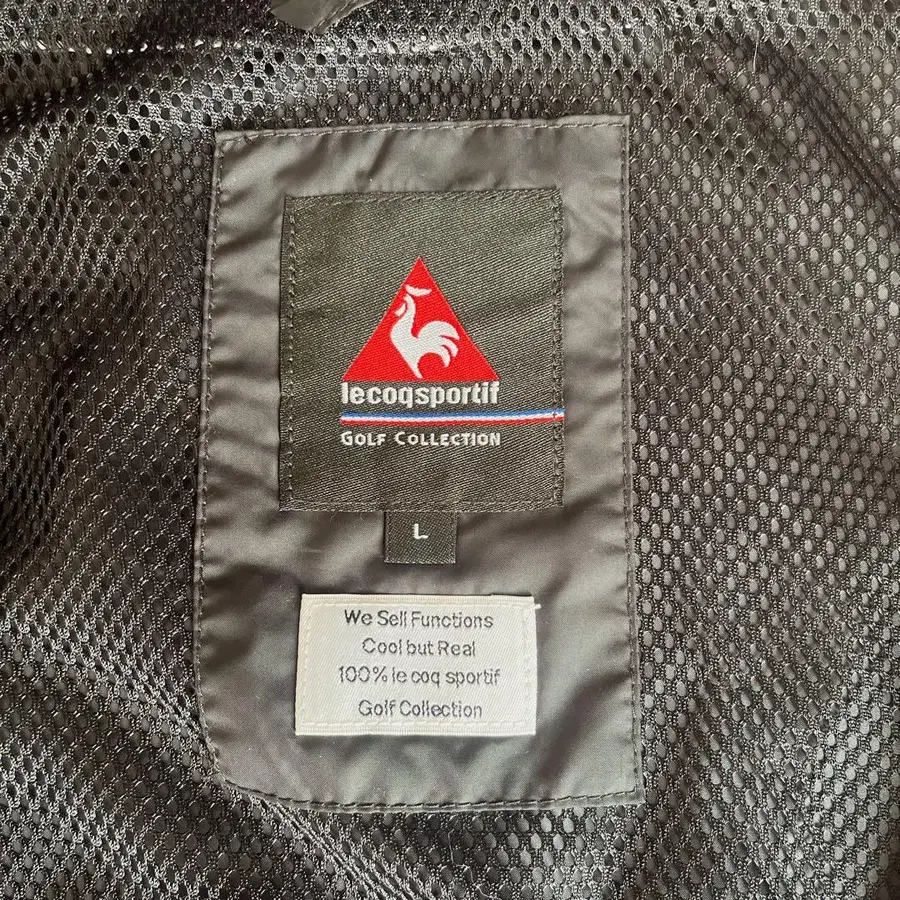 lecoqsportif
GOLF COLLECTION
L
We Sell Functions
Cool but Real
100% le coq sportif
Golf Collection